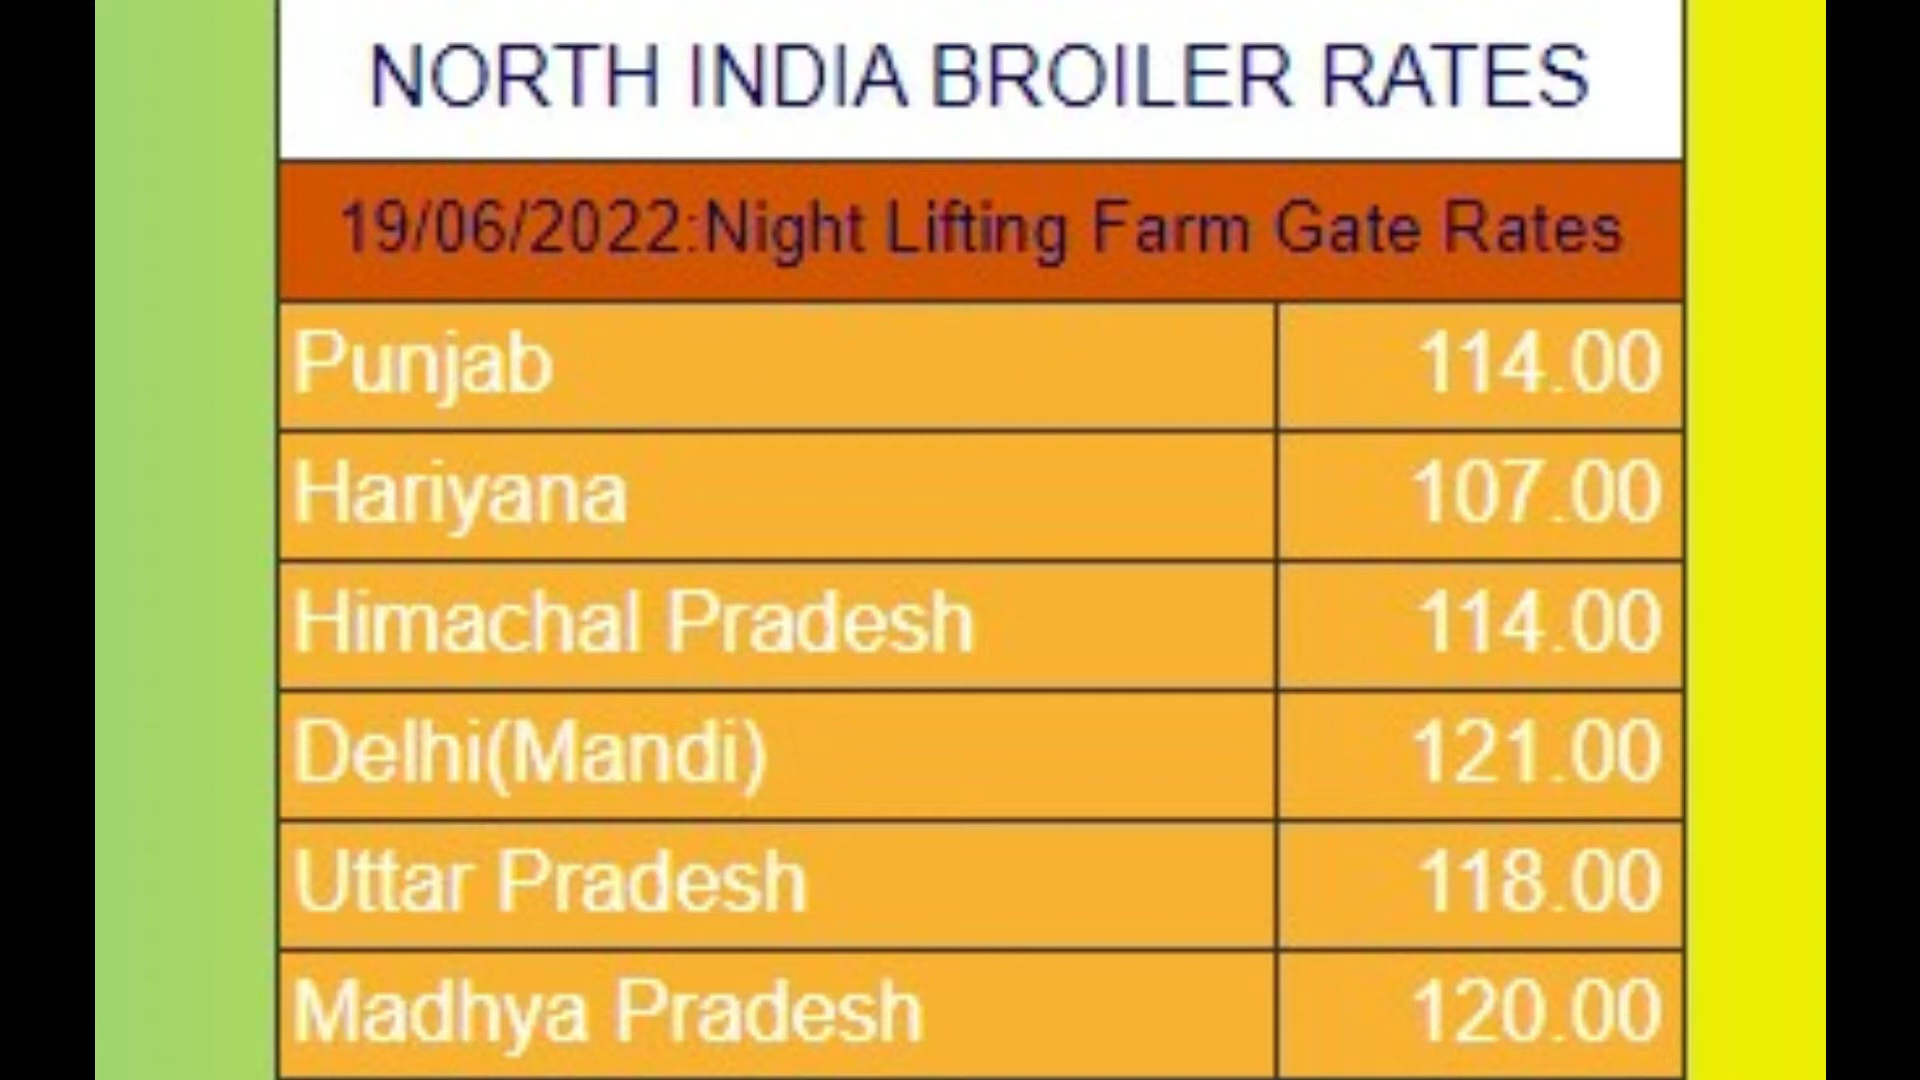 NORTH INDIA BROILER RATES
19/06/2022:Night Lifting Farm Gate Rates
Punjab 114.00
Hariyana 107.00
Himachal Pradesh 114.00
Delhi(Mandi) 121.00
Uttar Pradesh 118.00
Madhya Pradesh 120.00